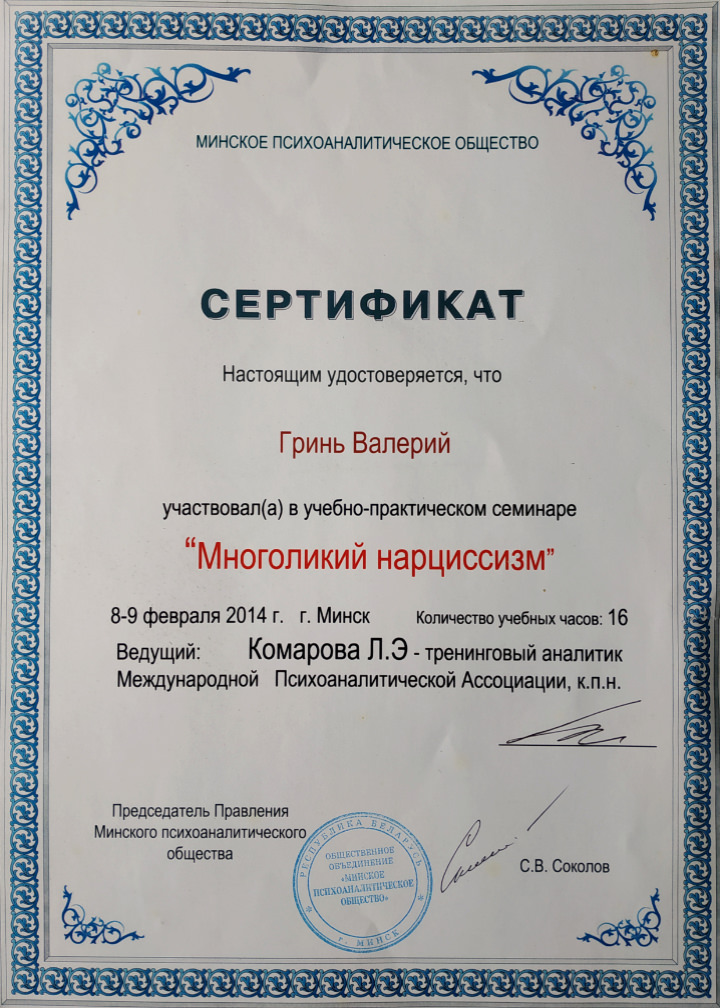 МИНСКОЕ ПСИХОАНАЛИТИЧЕСКОЕ ОБЩЕСТВО
СЕРТИФИКАТ
Настоящим удостоверяется, что
Гринь Валерий
участвовал(а) в учебно-практическом семинаре
“Многоликий нарциссизм”
8-9 февраля 2014 г. г. Минск Количество учебных часов: 16
Ведущий: Комарова Л.Э - тренинговый аналитик
Международной Психоаналитической Ассоциации, к.п.н.
Председатель Правления
Минского психоаналитического
общества
РЕСПУБЛИКА БЕЛАРУСЬ
ОБЩЕСТВЕННОЕ
ОБЪЕДИНЕНИЕ
«МИНСКОЕ
ПСИХОАНАЛИТИЧЕСКОЕ
ОБЩЕСТВО»
г. МИНСК
С.В. Соколов